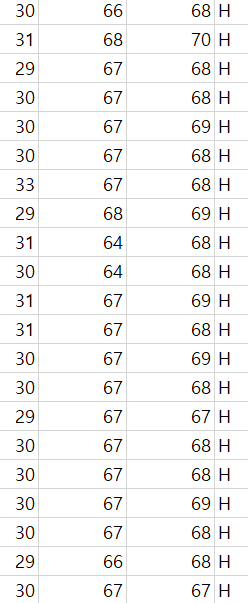 30 66 68 H
31 68 70 H
29 67 68 H
30 67 68 H
30 67 69 H
30 67 68 H
33 67 68 H
29 68 69 H
31 64 68 H
30 64 68 H
31 67 69 H
31 67 68 H
30 67 69 H
30 67 68 H
29 67 67 H
30 67 68 H
30 67 68 H
30 67 69 H
30 67 68 H
29 66 68 H
30 67 67 H